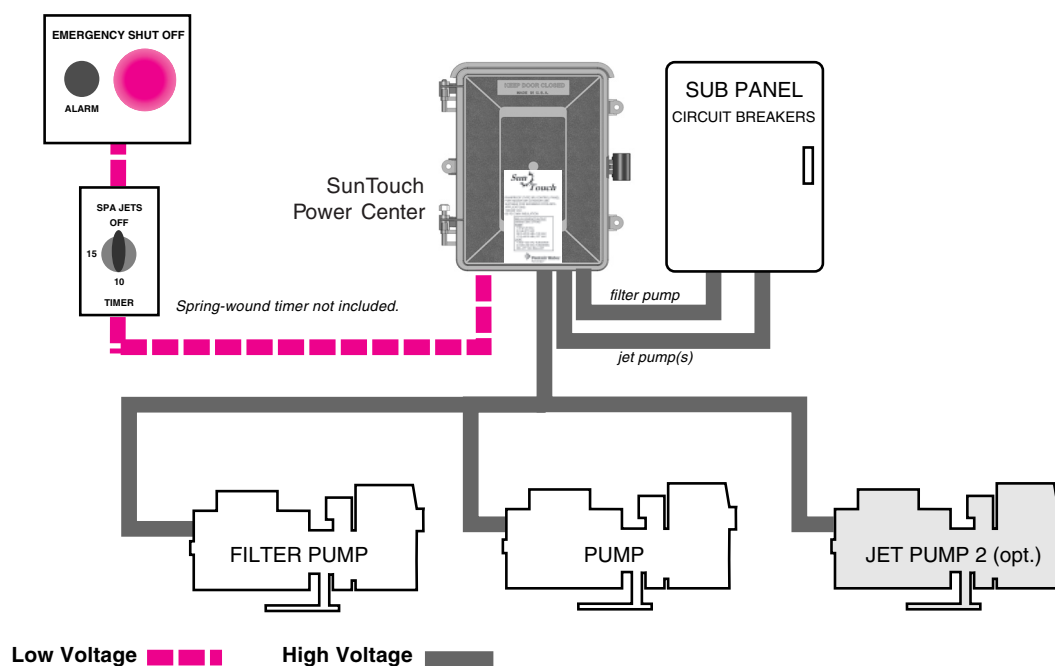 EMERGENCY SHUT OFF
ALARM
SPA JETS
OFF
15
10
TIMER
Spring-wound timer not included.
SunTouch
Power Center
KEEP DOOR CLOSED
MADE IN U.S.A.
Sun
Touch
SUB PANEL
CIRCUIT BREAKERS
filter pump
jet pump(s)
FILTER PUMP
PUMP
JET PUMP 2 (opt.)
Low Voltage
High Voltage